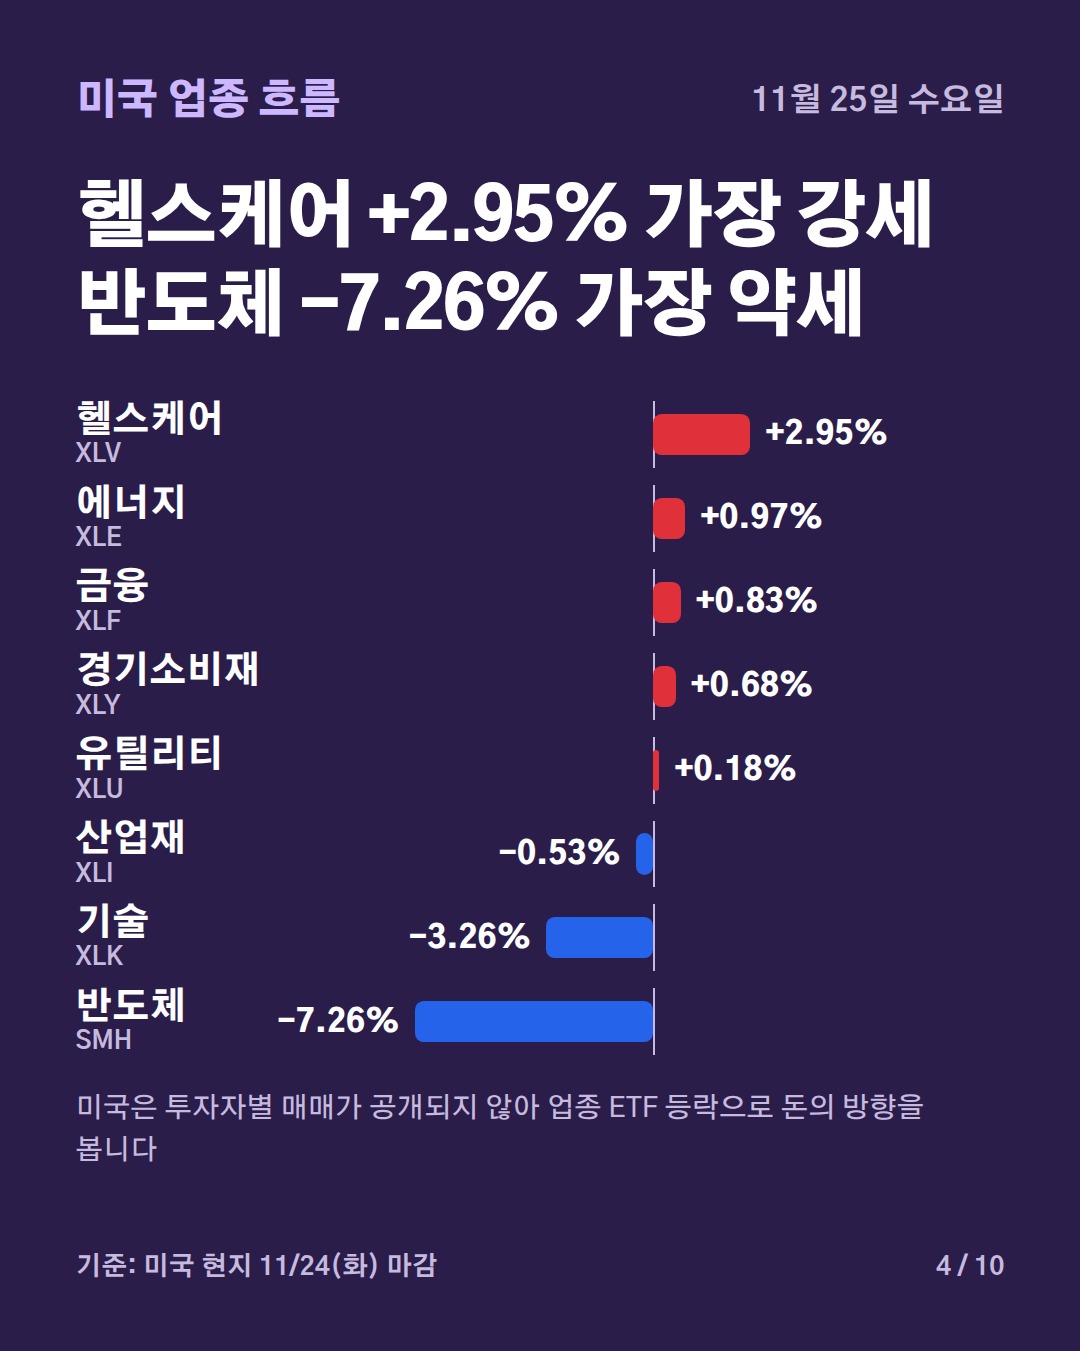 미국 업종 흐름
11월 25일 수요일
헬스케어 +2.95% 가장 강세
반도체 −7.26% 가장 약세
헬스케어
XLV
+2.95%
에너지
XLE
+0.97%
금융
XLF
+0.83%
경기소비재
XLY
+0.68%
유틸리티
XLU
+0.18%
산업재
XLI
−0.53%
기술
XLK
−3.26%
반도체
SMH
−7.26%
미국은 투자자별 매매가 공개되지 않아 업종 ETF 등락으로 돈의 방향을
봅니다
기준: 미국 현지 11/24(화) 마감
4 / 10